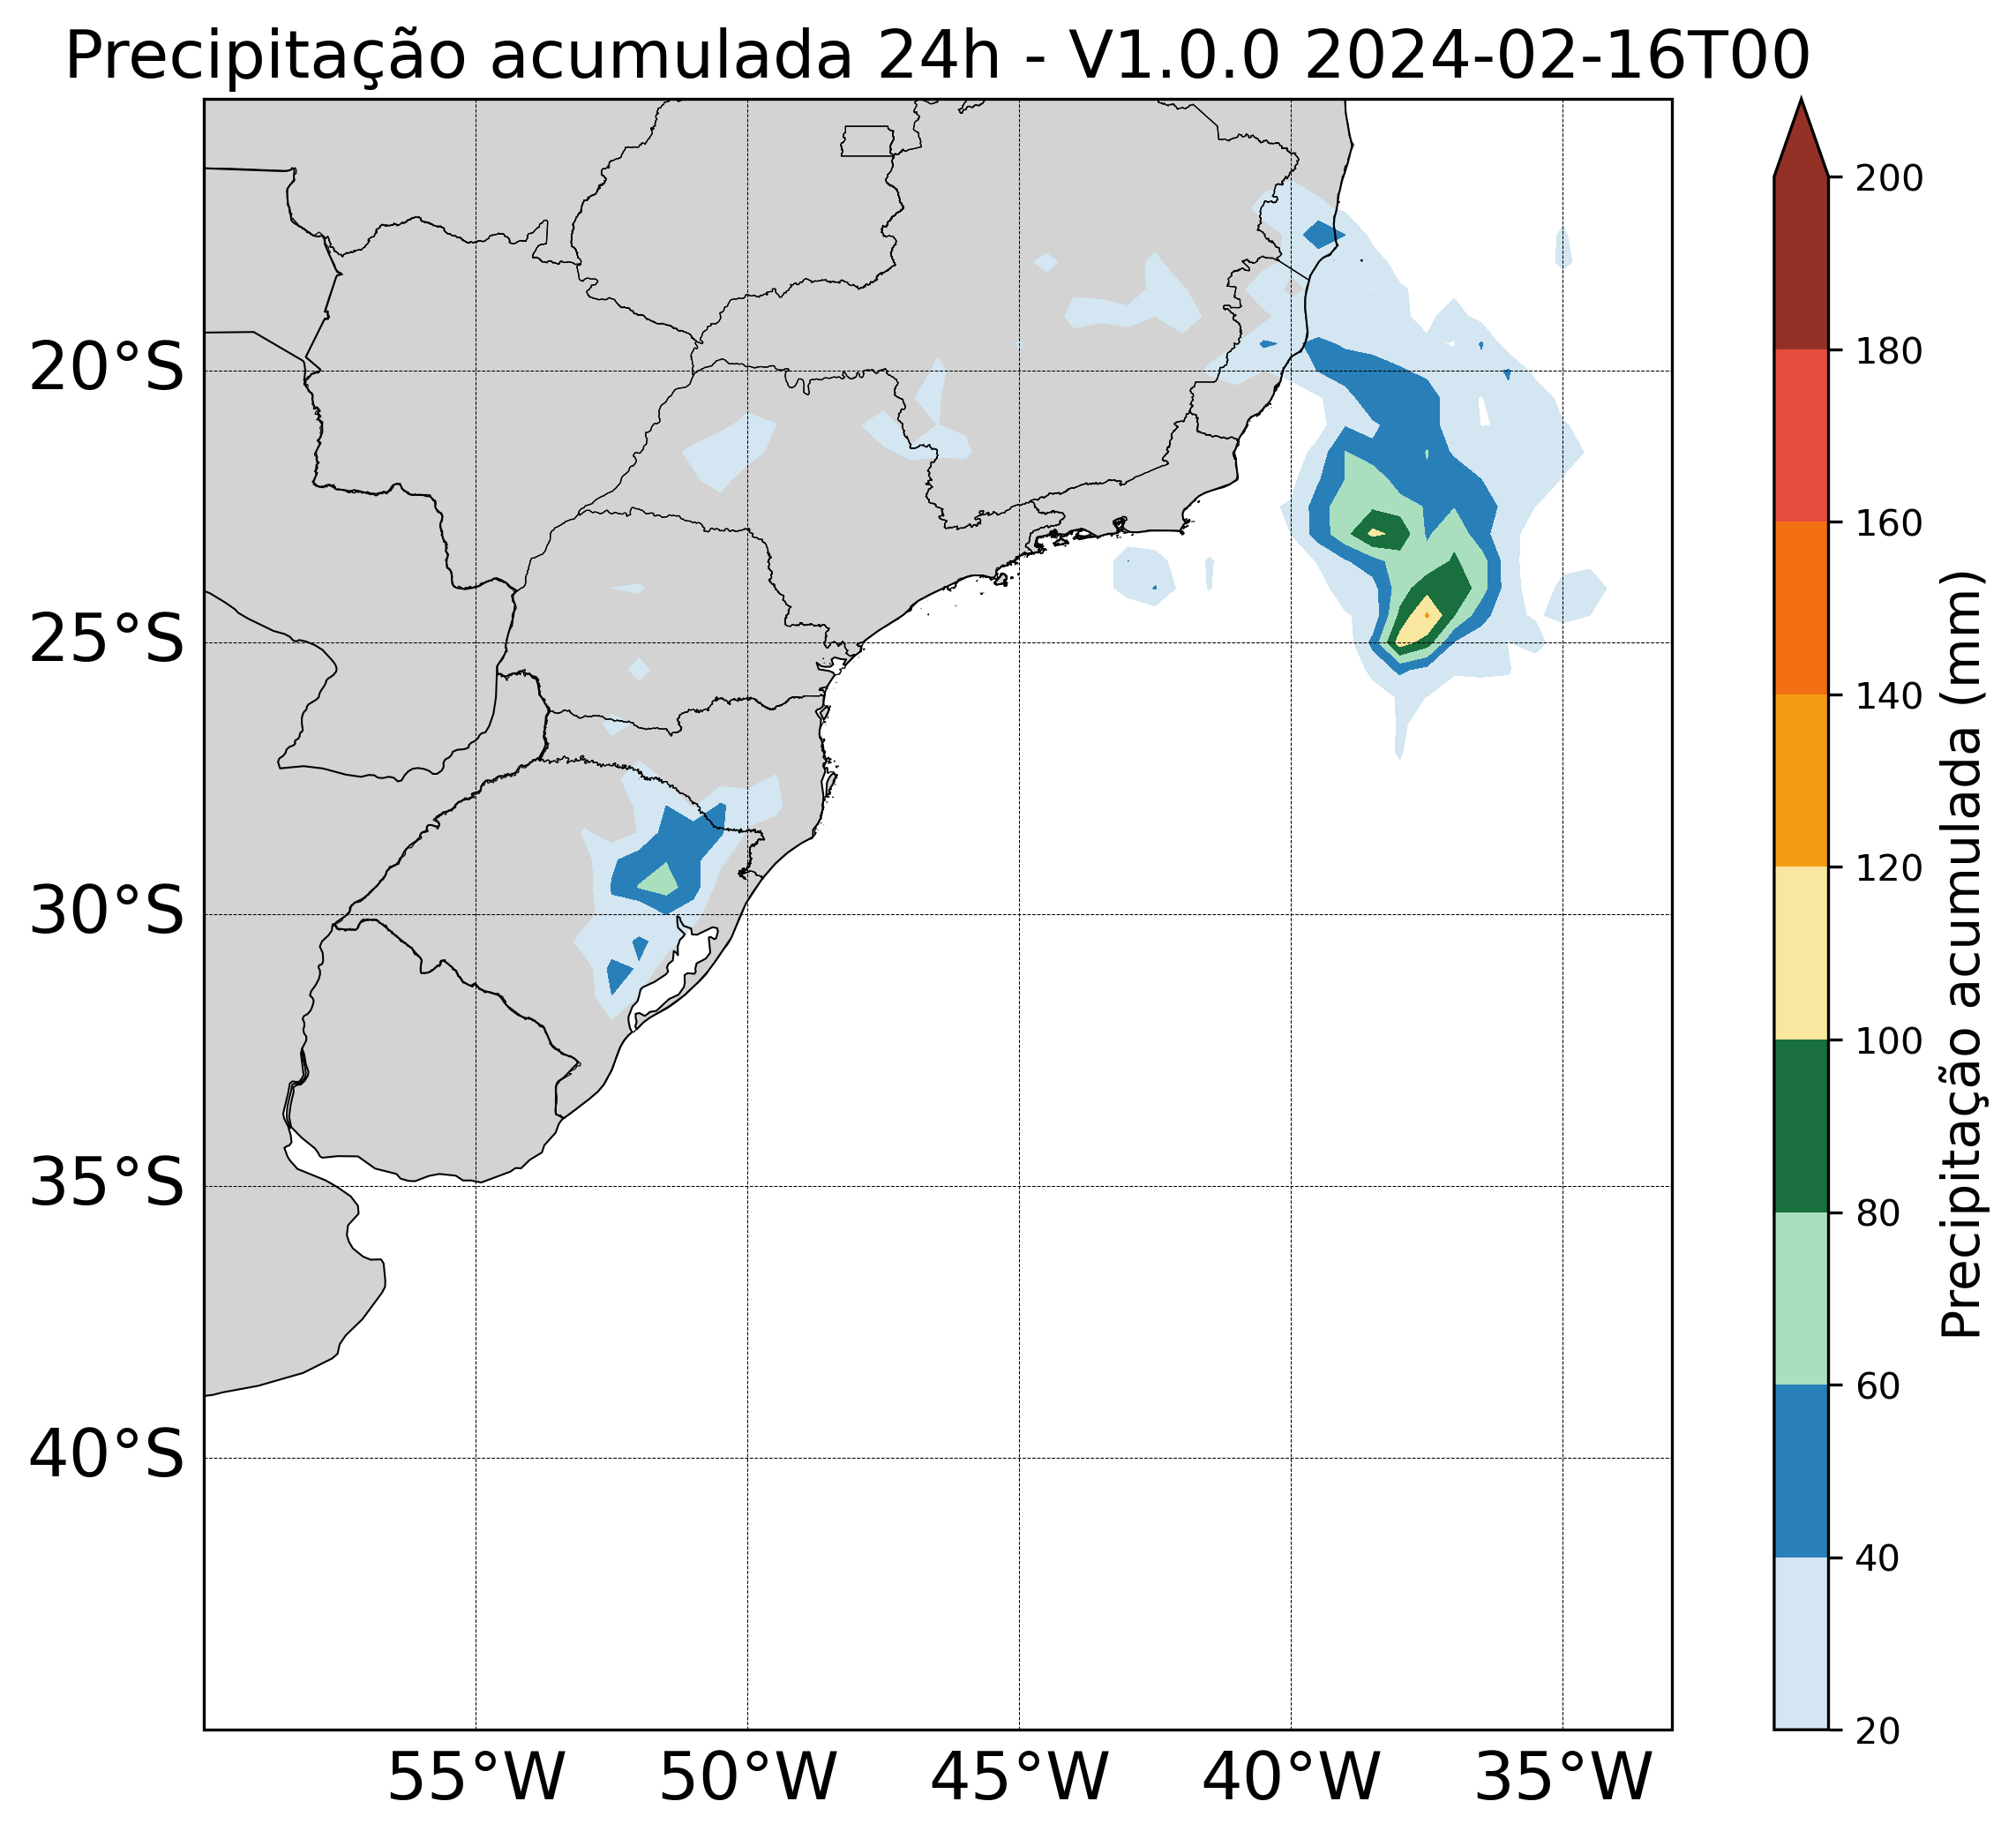 Precipitação acumulada 24h - V1.0.0 2024-02-16T00
20°S
25°S
30°S
35°S
40°S
55°W
50°W
45°W
40°W
35°W
200
180
160
140
120
100
80
60
40
20
Precipitação acumulada (mm)